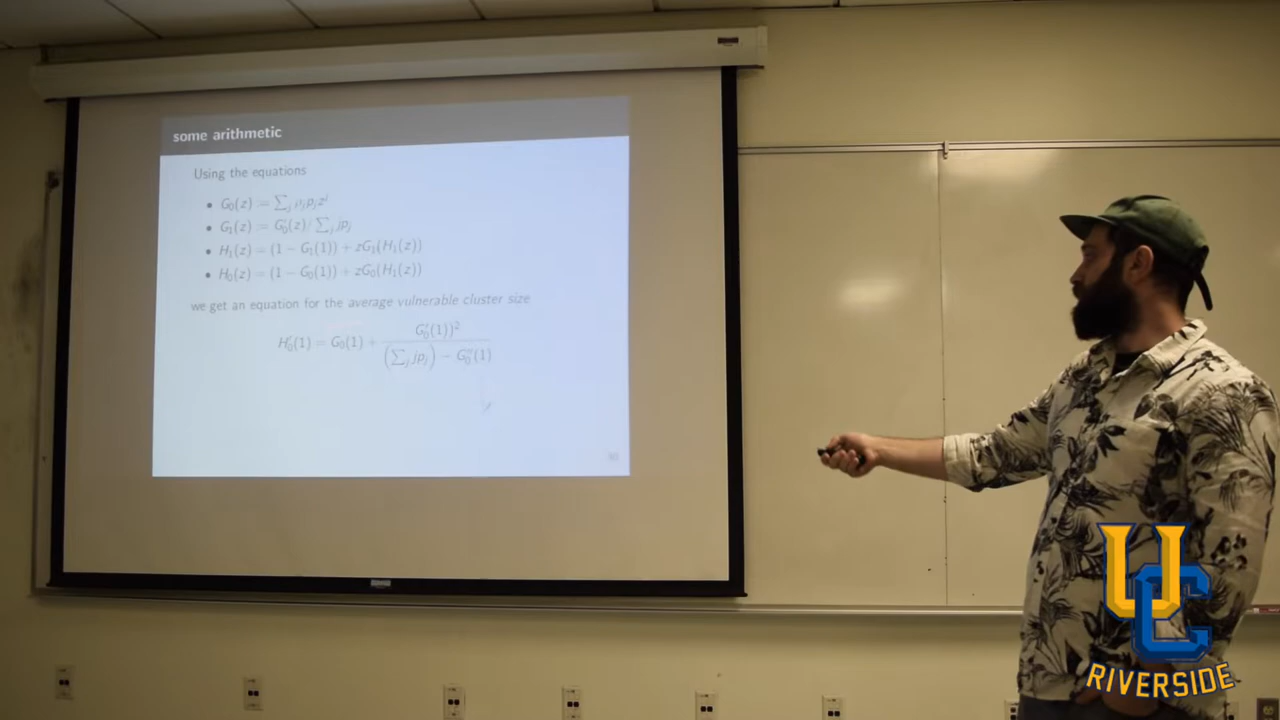 some arithmetic
Using the equations
• G₀(z) = ∑ⱼ ρⱼpⱼzʲ
• G₁(z) = G₀′(z)/ ∑ⱼ jpⱼ
• H₁(z) = (1 − G₁(1)) + zG₁(H₁(z))
• H₀(z) = (1 − G₀(1)) + zG₀(H₁(z))
we get an equation for the average vulnerable cluster size
H₀′(1) = G₀(1) + G₀′(1))² / (∑ⱼ jpⱼ) − G₀″(1)
UC
RIVERSIDE